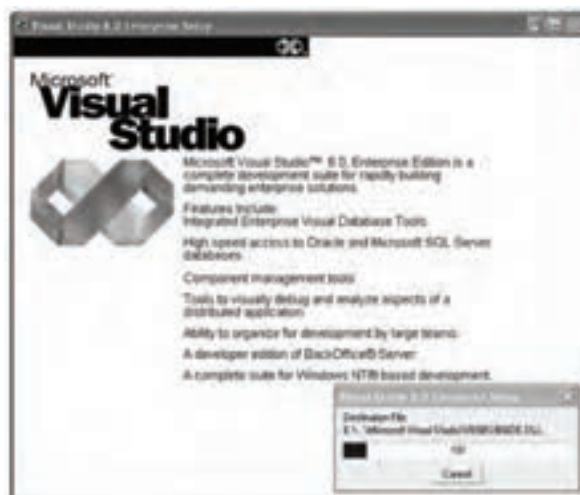 Visual Studio 6.0 Enterprise Setup
Microsoft
Visual
Studio
Microsoft Visual Studio™ 6.0, Enterprise Edition is a
complete development suite for rapidly building
demanding enterprise solutions.
Features Include:
Integrated Enterprise Visual Database Tools
High speed access to Oracle and Microsoft SQL Server
databases
Component management tools
Tools to visually debug and analyze aspects of a
distributed application
Ability to organize for development by large teams
A developer edition of BackOffice® Server
A complete suite for Windows NT® based development.
Visual Studio 6.0 Enterprise Setup
Destination File:
Cancel